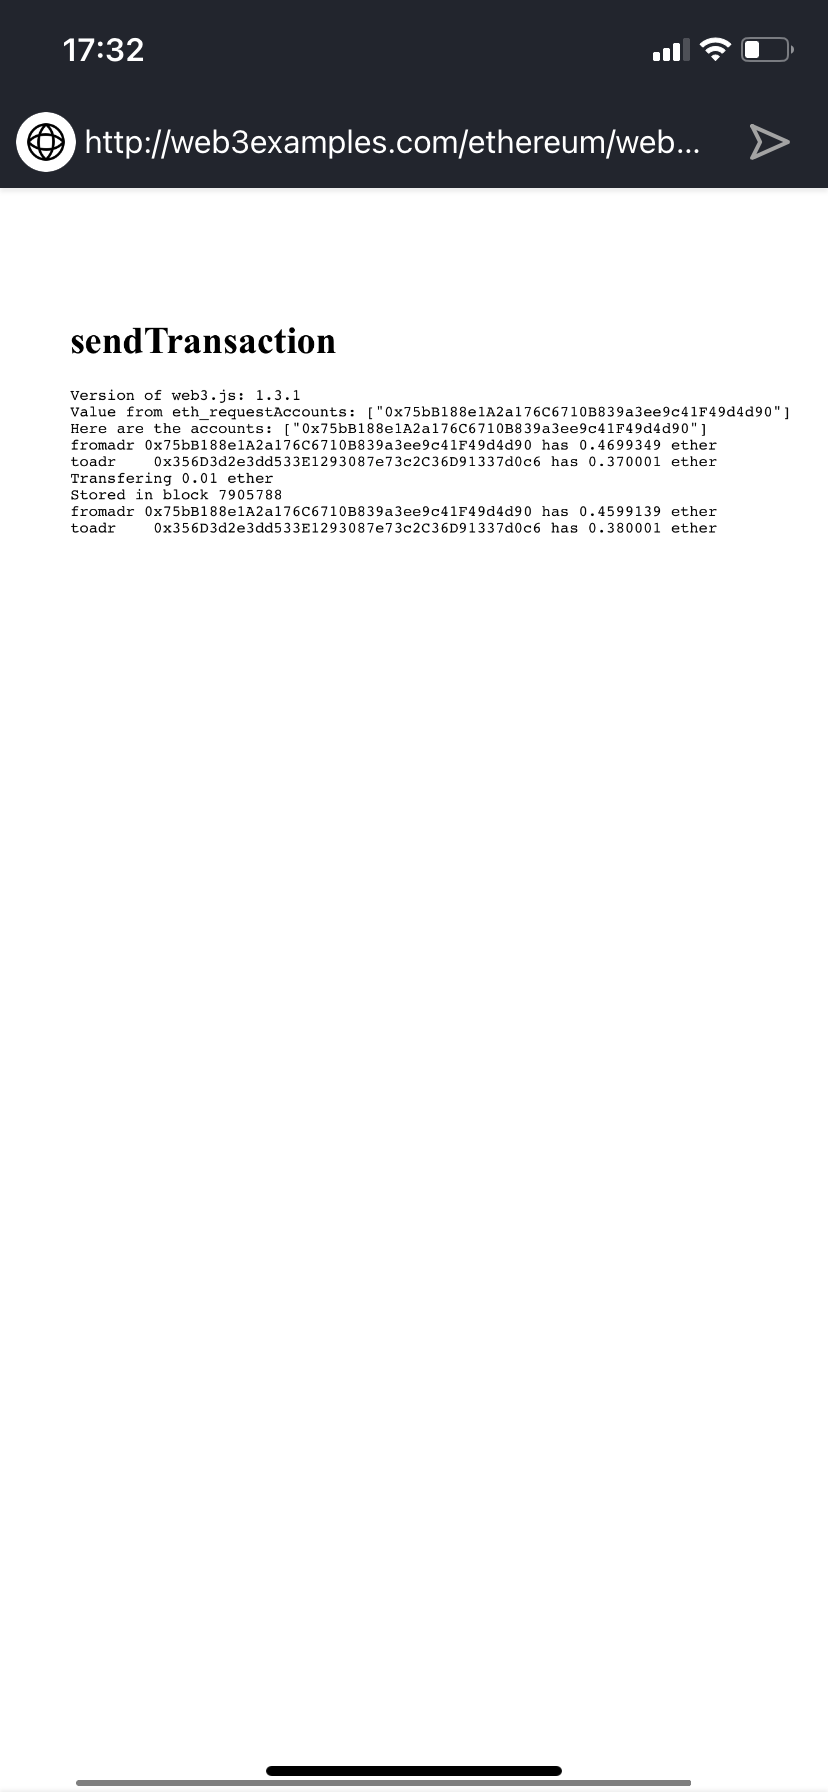 17:32
http://web3examples.com/ethereum/web...
sendTransaction
Version of web3.js: 1.3.1
Value from eth_requestAccounts: ["0x75bB188e1A2a176C6710B839a3ee9c41F49d4d90"]
Here are the accounts: ["0x75bB188e1A2a176C6710B839a3ee9c41F49d4d90"]
fromadr 0x75bB188e1A2a176C6710B839a3ee9c41F49d4d90 has 0.4699349 ether
toadr    0x356D3d2e3dd533E1293087e73c2C36D91337d0c6 has 0.370001 ether
Transfering 0.01 ether
Stored in block 7905788
fromadr 0x75bB188e1A2a176C6710B839a3ee9c41F49d4d90 has 0.4599139 ether
toadr    0x356D3d2e3dd533E1293087e73c2C36D91337d0c6 has 0.380001 ether